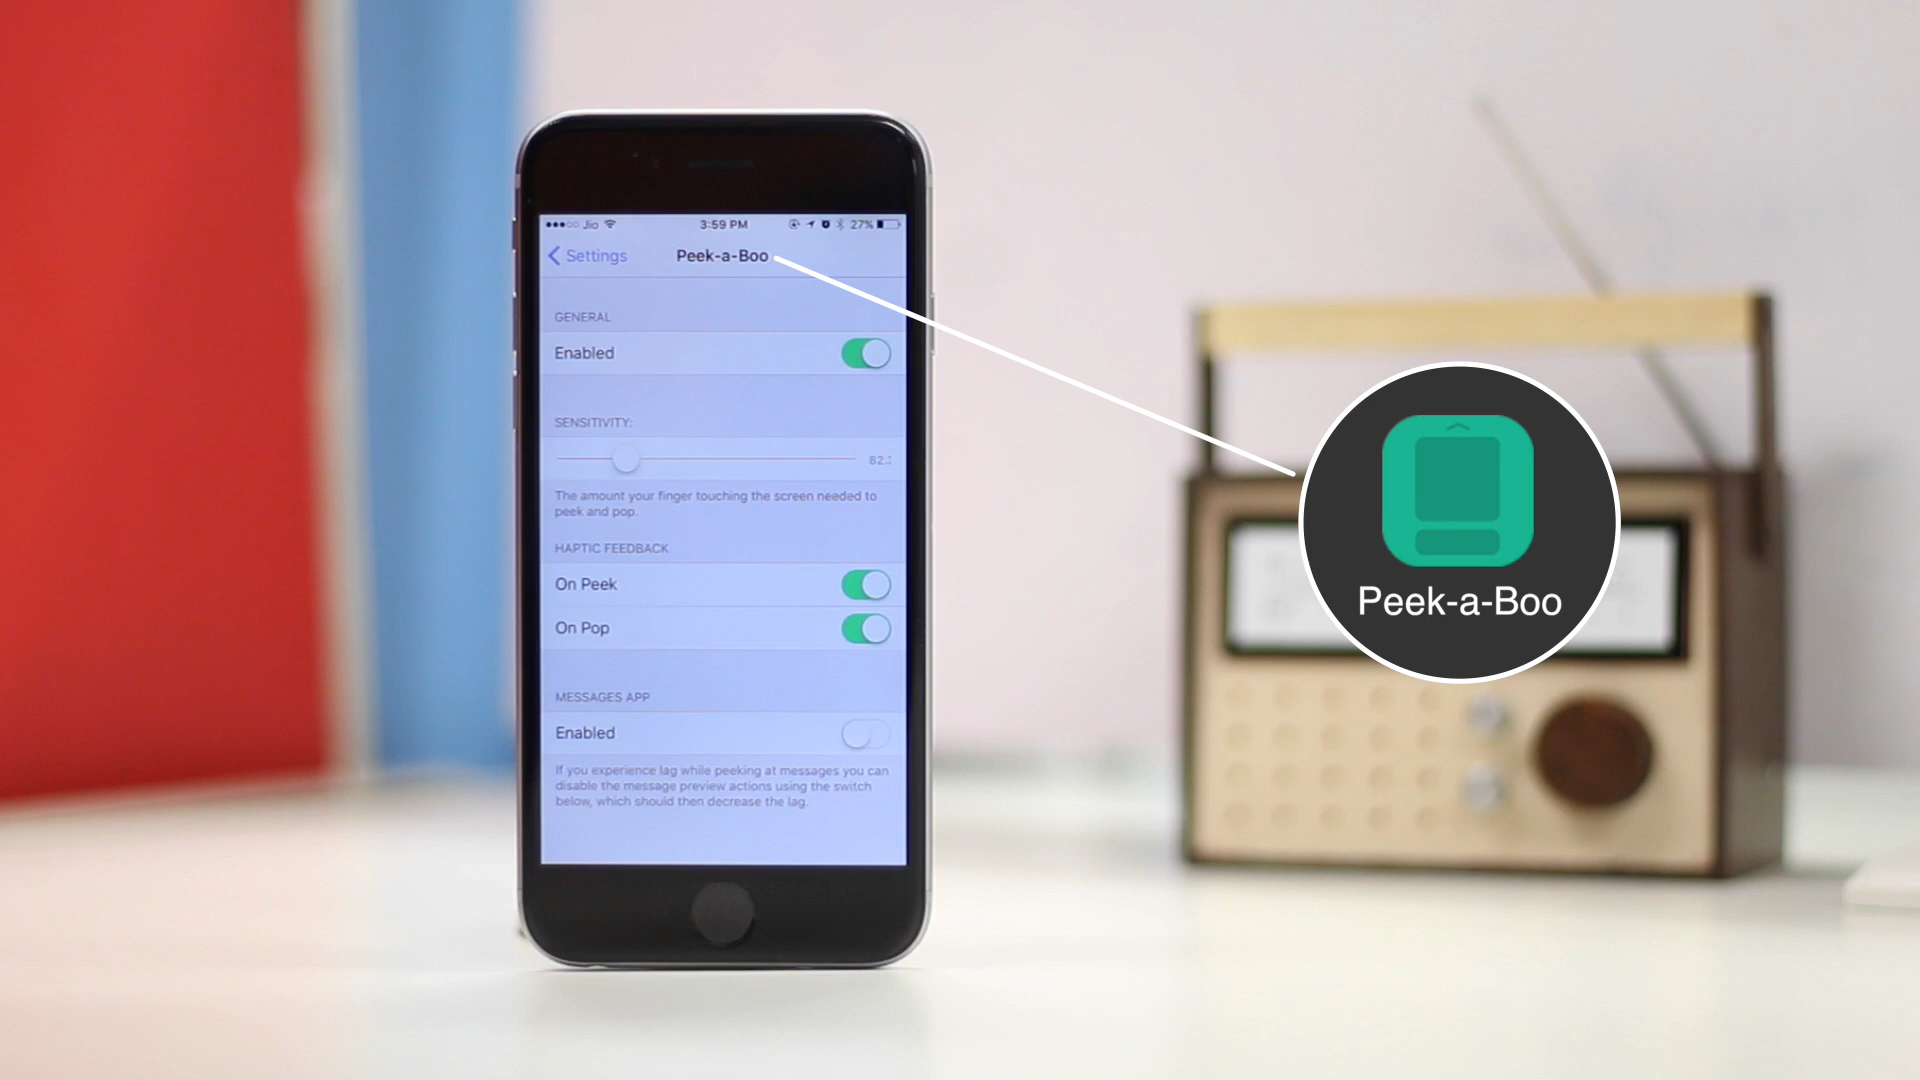 Jio 3:59 PM 27%
Settings Peek-a-Boo
GENERAL
Enabled
SENSITIVITY:
The amount your finger touching the screen needed to
peek and pop.
HAPTIC FEEDBACK
On Peek
On Pop
MESSAGES APP
Enabled
If you experience lag while peeking at messages you can
disable the message preview actions using the switch
below, which should then decrease the lag.
Peek-a-Boo